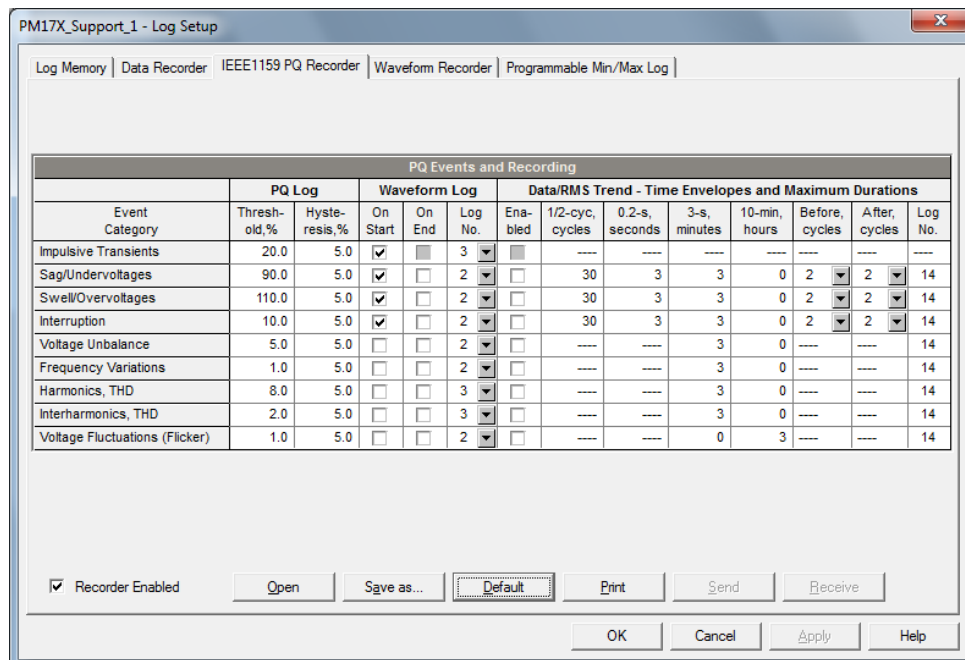 PM17X_Support_1 - Log Setup
x
Log Memory Data Recorder IEEE1159 PQ Recorder Waveform Recorder Programmable Min/Max Log
PQ Events and Recording
PQ Log Waveform Log Data/RMS Trend - Time Envelopes and Maximum Durations
Event Thresh- Hyste- On On Log Ena- 1/2-cyc, 0.2-s, 3-s, 10-min, Before, After, Log
Category old,% resis,% Start End No. bled cycles seconds minutes hours cycles cycles No.
Impulsive Transients 20.0 5.0 3 ---- ---- ---- ---- ---- ---- ----
Sag/Undervoltages 90.0 5.0 2 30 3 3 0 2 2 14
Swell/Overvoltages 110.0 5.0 2 30 3 3 0 2 2 14
Interruption 10.0 5.0 2 30 3 3 0 2 2 14
Voltage Unbalance 5.0 5.0 2 ---- ---- 3 0 ---- ---- 14
Frequency Variations 1.0 5.0 2 ---- ---- 3 0 ---- ---- 14
Harmonics, THD 8.0 5.0 3 ---- ---- 3 0 ---- ---- 14
Interharmonics, THD 2.0 5.0 3 ---- ---- 3 0 ---- ---- 14
Voltage Fluctuations (Flicker) 1.0 5.0 2 ---- ---- 0 3 ---- ---- 14
Recorder Enabled Open Save as... Default Print Send Receive
OK Cancel Apply Help